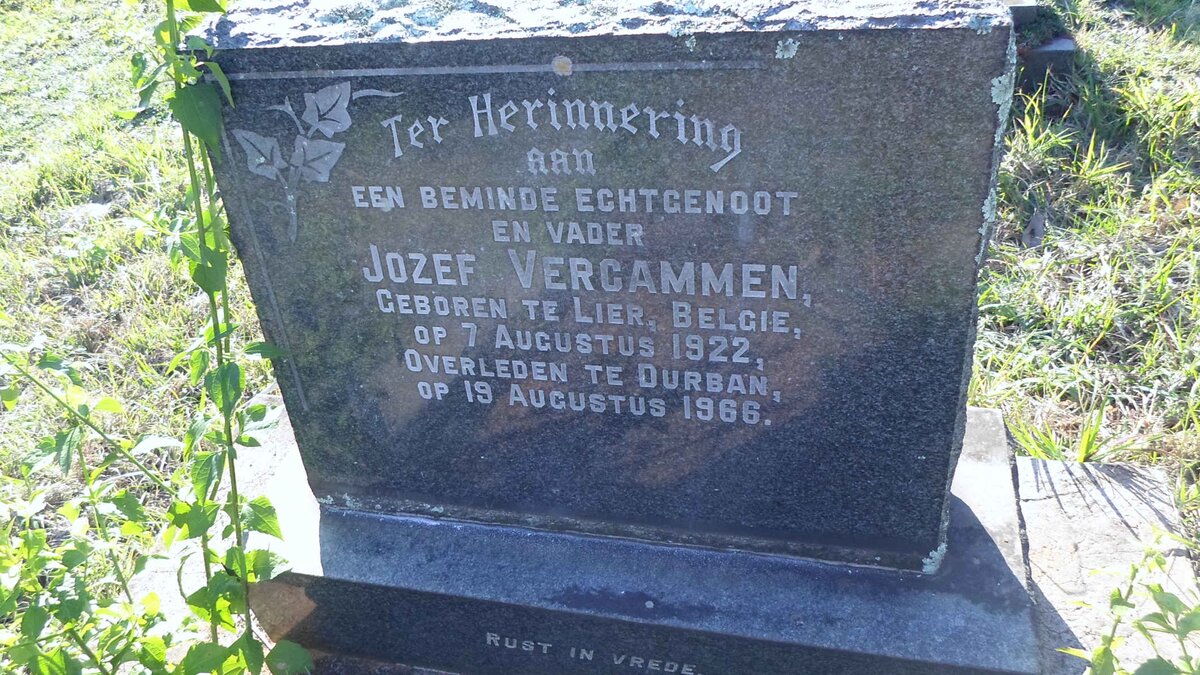 Ter Herinnering
aan
EEN BEMINDE ECHTGENOOT
EN VADER
JOZEF VERCAMMEN,
GEBOREN TE LIER, BELGIE,
OP 7 AUGUSTUS 1922,
OVERLEDEN TE DURBAN,
OP 19 AUGUSTUS 1966.
RUST IN VREDE.